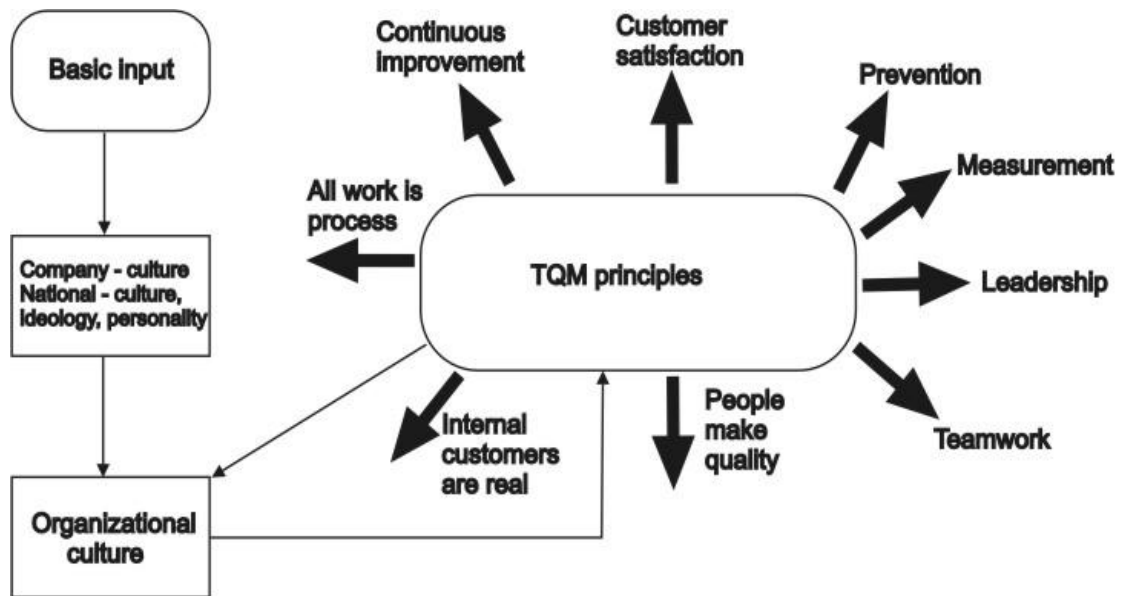 Basic input
Company - culture
National - culture,
ideology, personality
Organizational
culture
TQM principles
Continuous
improvement
Customer
satisfaction
Prevention
Measurement
Leadership
Teamwork
People
make
quality
Internal
customers
are real
All work is
process